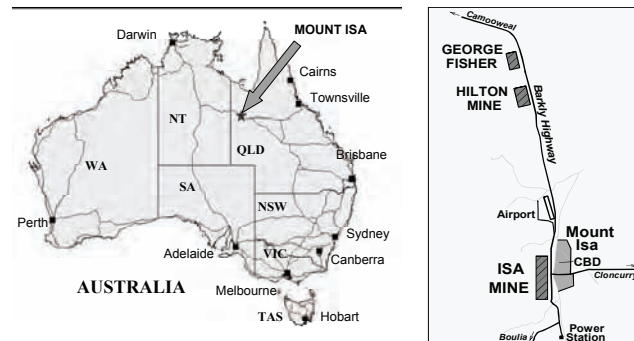 Darwin
MOUNT ISA
Cairns
Townsville
NT
QLD
WA
Brisbane
SA
NSW
Perth
Sydney
Adelaide
VIC
Canberra
AUSTRALIA
Melbourne
TAS
Hobart
Camooweal
GEORGE
FISHER
HILTON
MINE
Barkly Highway
Airport
Mount
Isa
CBD
ISA
MINE
Cloncurry
Boulia
Power
Station